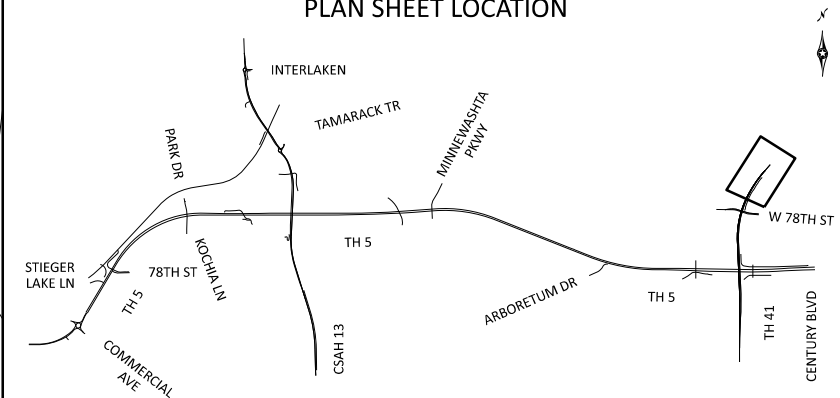 PLAN SHEET LOCATION
N
INTERLAKEN
TAMARACK TR
MINNEWASHTA
PKWY
PARK DR
W 78TH ST
KOCHIA LN
TH 5
STIEGER
LAKE LN
78TH ST
TH 5
ARBORETUM DR
TH 5
TH 41
CENTURY BLVD
CSAH 13
COMMERCIAL
AVE